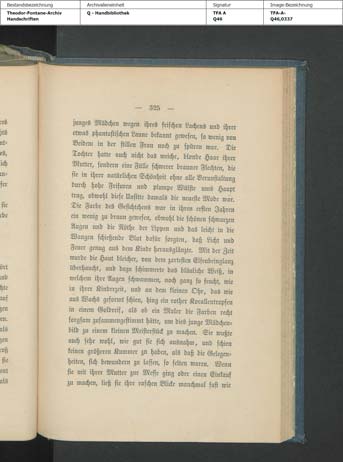 Bestandsbezeichnung Archivalieneinheit Signatur Image-Bezeichnung
Theodor-Fontane-Archiv Q - Handbibliothek TFA A TFA-A-
Handschriften Q46 Q46,0337
— 325 —
junges Mädchen wegen ihres frischen Lachens und ihrer
etwas phantastischen Laune bekannt gewesen, so wenig von
Beidem in der stillen Frau noch zu spüren war. Die
Tochter hatte auch nicht das weiche, blonde Haar ihrer
Mutter, sondern eine Fülle schwerer brauner Flechten, die
sie in ihrer natürlichen Schönheit ohne alle Verunstaltung
durch hohe Frisuren und plumpe Wülste ums Haupt
trug, obwohl diese Unsitte damals die neueste Mode war.
Die Farbe des Gesichtchens war in ihren ersten Jahren
ein wenig zu braun gewesen, obwohl die schönen schwarzen
Augen und die Röthe der Lippen und das leicht in die
Wangen schießende Blut dafür sorgten, daß Licht und
Feuer genug aus dem Kinde herausglänzte. Mit der Zeit
wurde die Haut bleicher, von dem zartesten Elfenbeinglanz
überhaucht, und dazu schimmerte das bläuliche Weiß, in
welchem ihre Augen schwammen, noch ganz so feucht, wie
in ihrer Kinderzeit, und an dem kleinen Ohr, das wie
aus Wachs geformt schien, hing ein rother Korallentropfen
in einem Goldreif, als ob ein Maler die Farben recht
sorgsam zusammengestimmt hätte, um dies junge Mädchen-
bild zu einem kleinen Meisterstück zu machen. Sie wußte
auch sehr wohl, wie gut sie sich ausnahm, und schien
keinen größeren Kummer zu haben, als daß die Gelegen-
heiten, sich bewundern zu lassen, so selten waren. Wenn
sie mit ihrer Mutter zur Messe ging oder einen Einkauf
zu machen, ließ sie ihre raschen Blicke manchmal fast wie